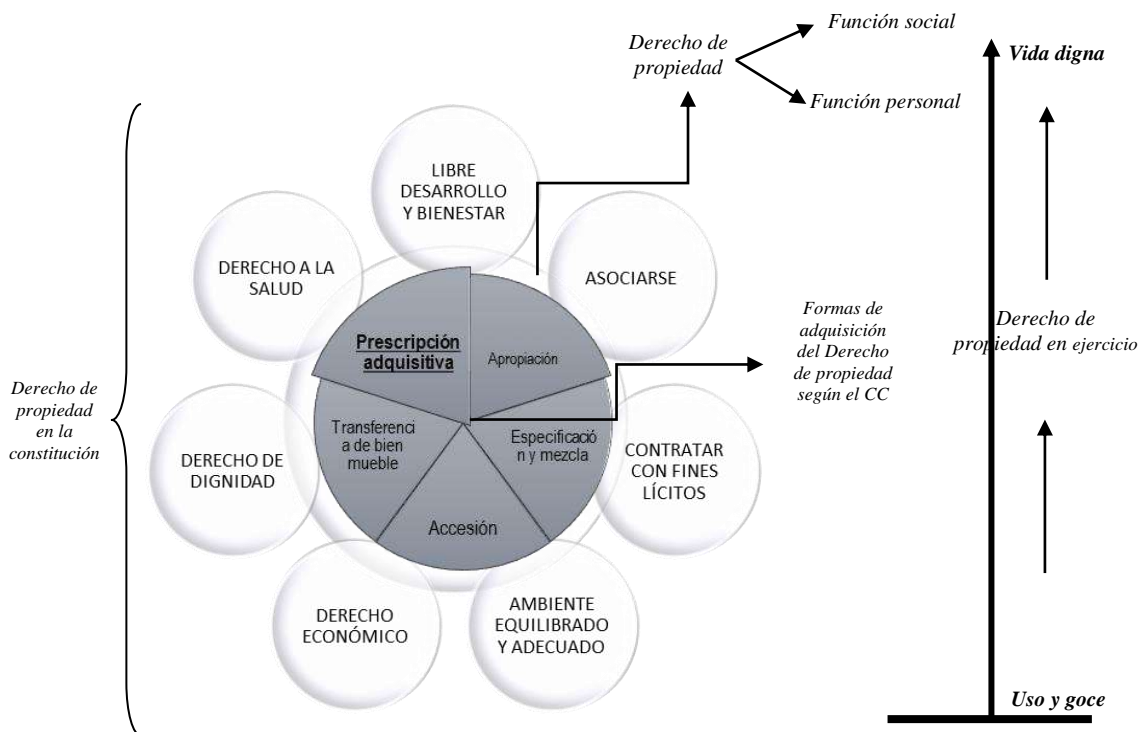 Función social
Derecho de
propiedad
Vida digna
Función personal
LIBRE
DESARROLLO
Y BIENESTAR
DERECHO A LA
SALUD
ASOCIARSE
Prescripción
adquisitiva
Apropiación
Formas de
adquisición
del Derecho
de propiedad
según el CC
Derecho de
propiedad en ejercicio
Derecho de
propiedad
en la
constitución
Transferenci
a de bien
mueble
Especificació
n y mezcla
DERECHO DE
DIGNIDAD
CONTRATAR
CON FINES
LÍCITOS
Accesión
DERECHO
ECONÓMICO
AMBIENTE
EQUILIBRADO
Y ADECUADO
Uso y goce